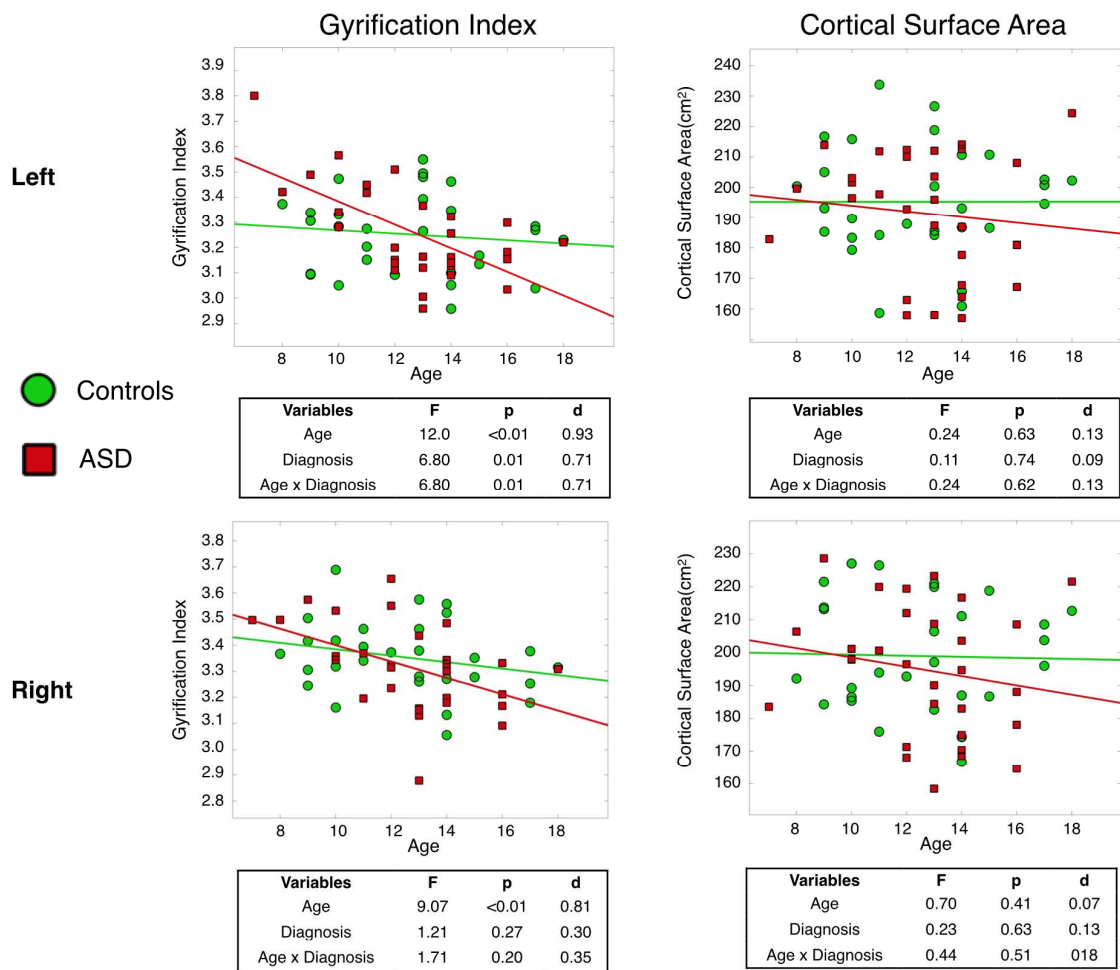 Gyrification Index
Cortical Surface Area
Left
Gyrification Index
3.9
3.8
3.7
3.6
3.5
3.4
3.3
3.2
3.1
3.0
2.9
8 10 12 14 16 18
Age
Cortical Surface Area(cm²)
240
220
210
200
190
180
170
160
8 10 12 14 16 18
Age
Controls
ASD
Variables F p d
Age 12.0 <0.01 0.93
Diagnosis 6.80 0.01 0.71
Age x Diagnosis 6.80 0.01 0.71
Variables F p d
Age 0.24 0.63 0.13
Diagnosis 0.11 0.74 0.09
Age x Diagnosis 0.24 0.62 0.13
Right
Gyrification Index
3.8
3.7
3.6
3.5
3.4
3.3
3.2
3.1
3.0
2.9
2.8
8 10 12 14 16 18
Age
Cortical Surface Area(cm²)
230
220
210
200
190
180
170
160
8 10 12 14 16 18
Age
Variables F p d
Age 9.07 <0.01 0.81
Diagnosis 1.21 0.27 0.30
Age x Diagnosis 1.71 0.20 0.35
Variables F p d
Age 0.70 0.41 0.07
Diagnosis 0.23 0.63 0.13
Age x Diagnosis 0.44 0.51 018